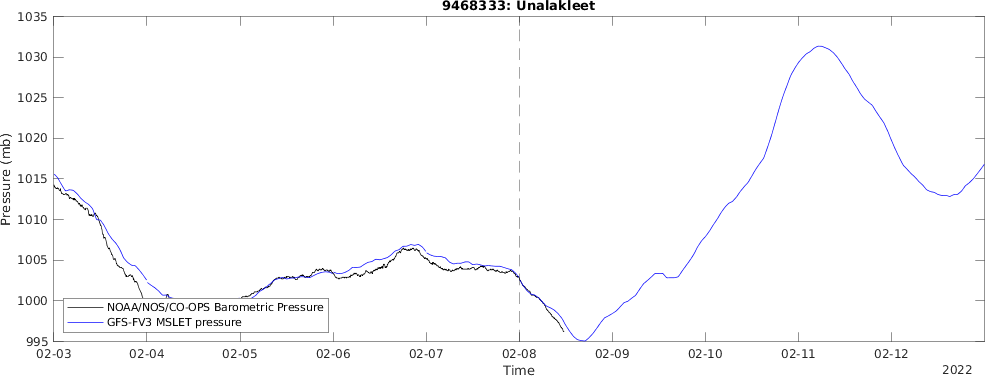 9468333: Unalakleet
Pressure (mb)
1035
1030
1025
1020
1015
1010
1005
1000
995
NOAA/NOS/CO-OPS Barometric Pressure
GFS-FV3 MSLET pressure
02-03 02-04 02-05 02-06 02-07 02-08 02-09 02-10 02-11 02-12
Time
2022